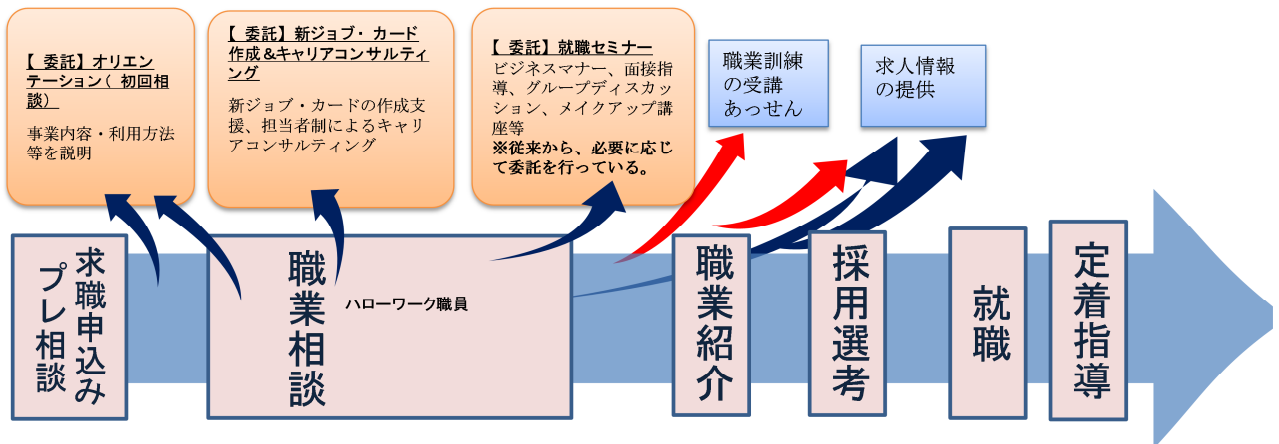 【 委託】オリエン
テーション( 初回相
談)
事業内容・利用方法
等を説明
【 委託】新ジョブ・ カード
作成&キャリアコンサルティ
ング
新ジョブ・カードの作成支
援、担当者制によるキャリ
アコンサルティング
【 委託】就職セミナー
ビジネスマナー、面接指
導、グループディスカッ
ション、メイクアップ講
座等
※従来から、必要に応じ
て委託を行っている。
職業訓練
の受講
あっせん
求人情報
の提供
求職申込み
プレ相談
職業相談
ハローワーク職員
職業紹介
採用選考
就職
定着指導